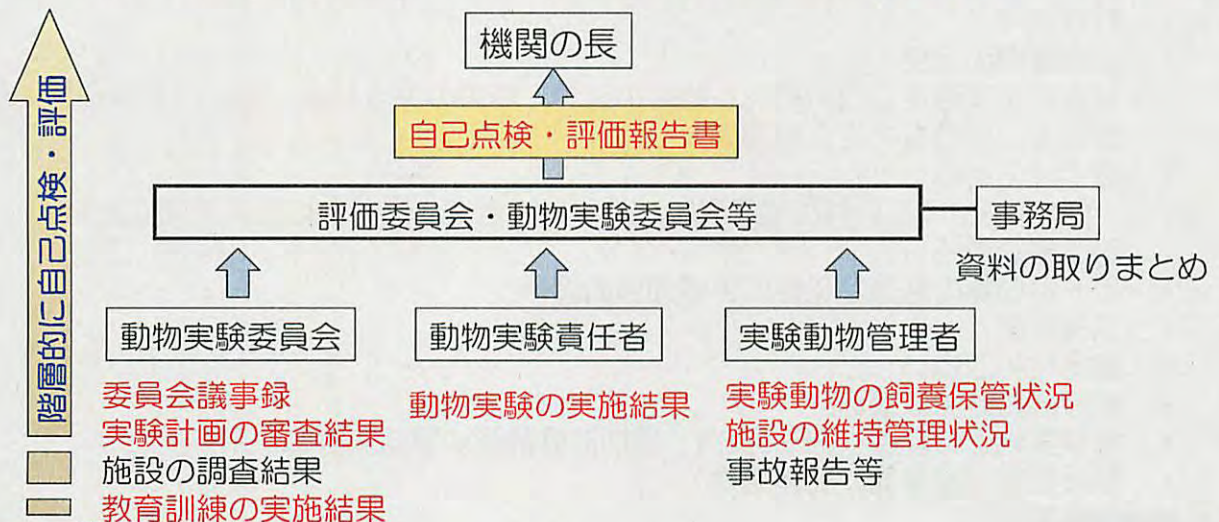 機関の長
自己点検・評価報告書
評価委員会・動物実験委員会等
事務局
資料の取りまとめ
階層的に自己点検・評価
動物実験委員会
委員会議事録
実験計画の審査結果
施設の調査結果
教育訓練の実施結果
動物実験責任者
動物実験の実施結果
実験動物管理者
実験動物の飼養保管状況
施設の維持管理状況
事故報告等